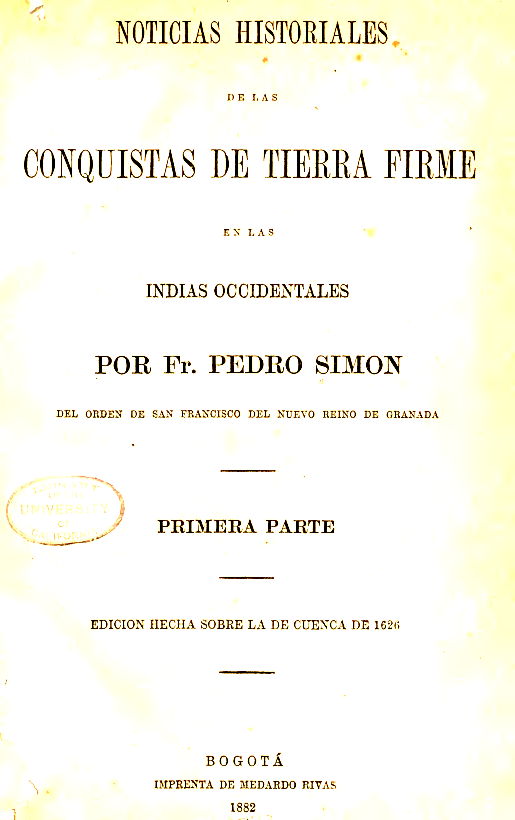 NOTICIAS HISTORIALES
DE LAS
CONQUISTAS DE TIERRA FIRME
EN LAS
INDIAS OCCIDENTALES
POR Fr. PEDRO SIMON
DEL ORDEN DE SAN FRANCISCO DEL NUEVO REINO DE GRANADA
UNIVERSITY
OF
PRIMERA PARTE
EDICION HECHA SOBRE LA DE CUENCA DE 1626
BOGOTÁ
IMPRENTA DE MEDARDO RIVAS
1882